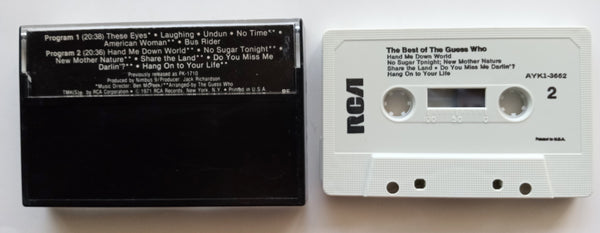 Program 1 (20:38) These Eyes* • Laughing • Undun • No Time**
American Woman** • Bus Rider
Program 2 (20:36) Hand Me Down World** • No Sugar Tonight**
New Mother Nature** • Share the Land** • Do You Miss Me
Darlin'?** • Hang On to Your Life**
Previously released as PK-1710
Produced by Nimbus 9/Producer: Jack Richardson
*Music Director: Ben McPeek **Arranged by The Guess Who
TMK(S)® by RCA Corporation • © 1971 RCA Records, New York, N.Y. • Printed in U.S.A.
RCA
The Best of The Guess Who
Hand Me Down World
No Sugar Tonight; New Mother Nature
Share the Land • Do You Miss Me Darlin'?
Hang On to Your Life
AYK1-3662
2